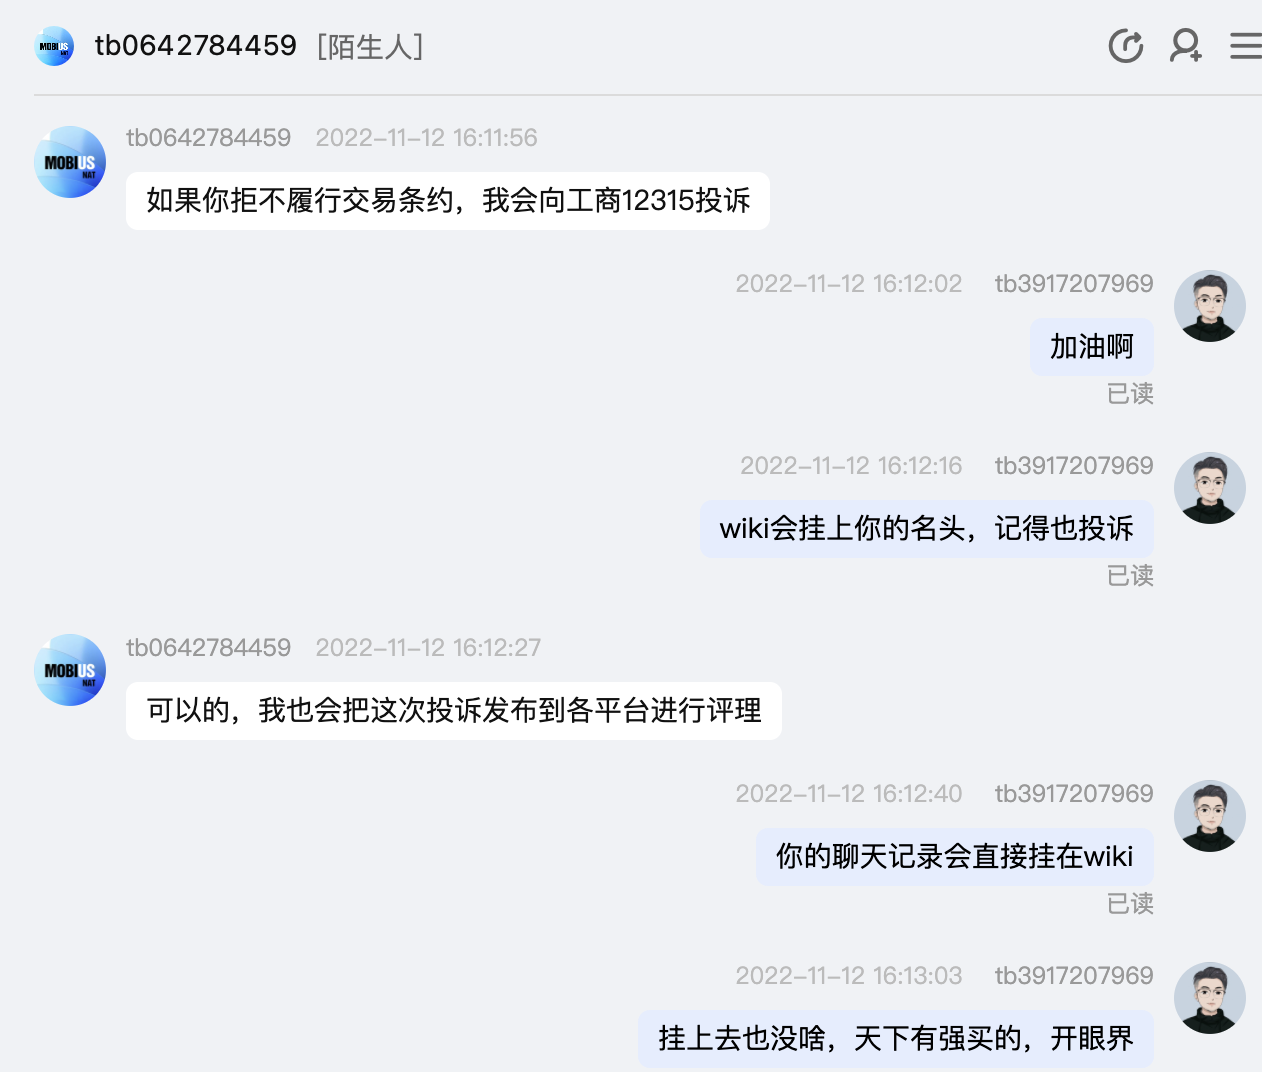 MOBIUS
tb0642784459 [陌生人]
MOBIUS
NAT
tb0642784459 2022-11-12 16:11:56
如果你拒不履行交易条约，我会向工商12315投诉
2022-11-12 16:12:02 tb3917207969
加油啊
已读
2022-11-12 16:12:16 tb3917207969
wiki会挂上你的名头，记得也投诉
已读
MOBIUS
NAT
tb0642784459 2022-11-12 16:12:27
可以的，我也会把这次投诉发布到各平台进行评理
2022-11-12 16:12:40 tb3917207969
你的聊天记录会直接挂在wiki
已读
2022-11-12 16:13:03 tb3917207969
挂上去也没啥，天下有强买的，开眼界